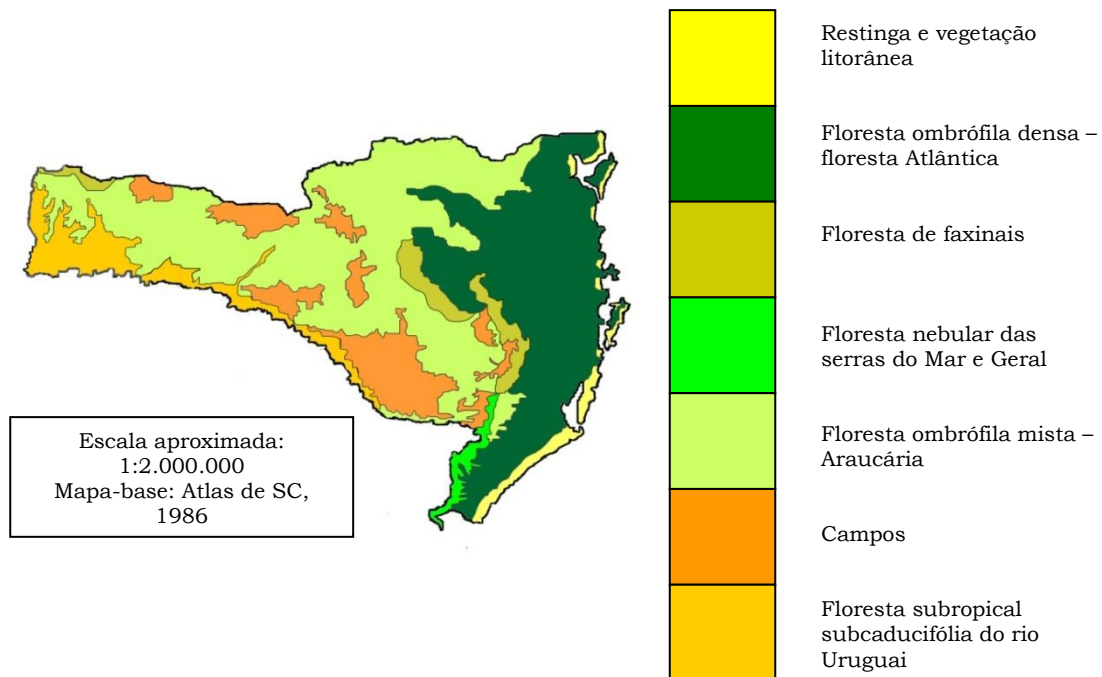 Restinga e vegetação
litorânea
Floresta ombrófila densa –
floresta Atlântica
Floresta de faxinais
Floresta nebular das
serras do Mar e Geral
Floresta ombrófila mista –
Araucária
Campos
Floresta subropical
subcaducifólia do rio
Uruguai
Escala aproximada:
1:2.000.000
Mapa-base: Atlas de SC,
1986